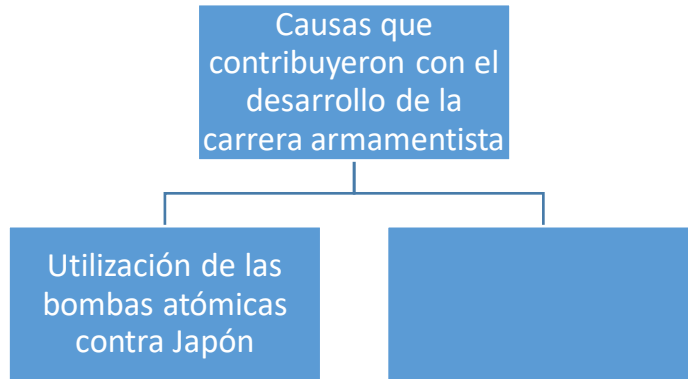 Causas que
contribuyeron con el
desarrollo de la
carrera armamentista
Utilización de las
bombas atómicas
contra Japón